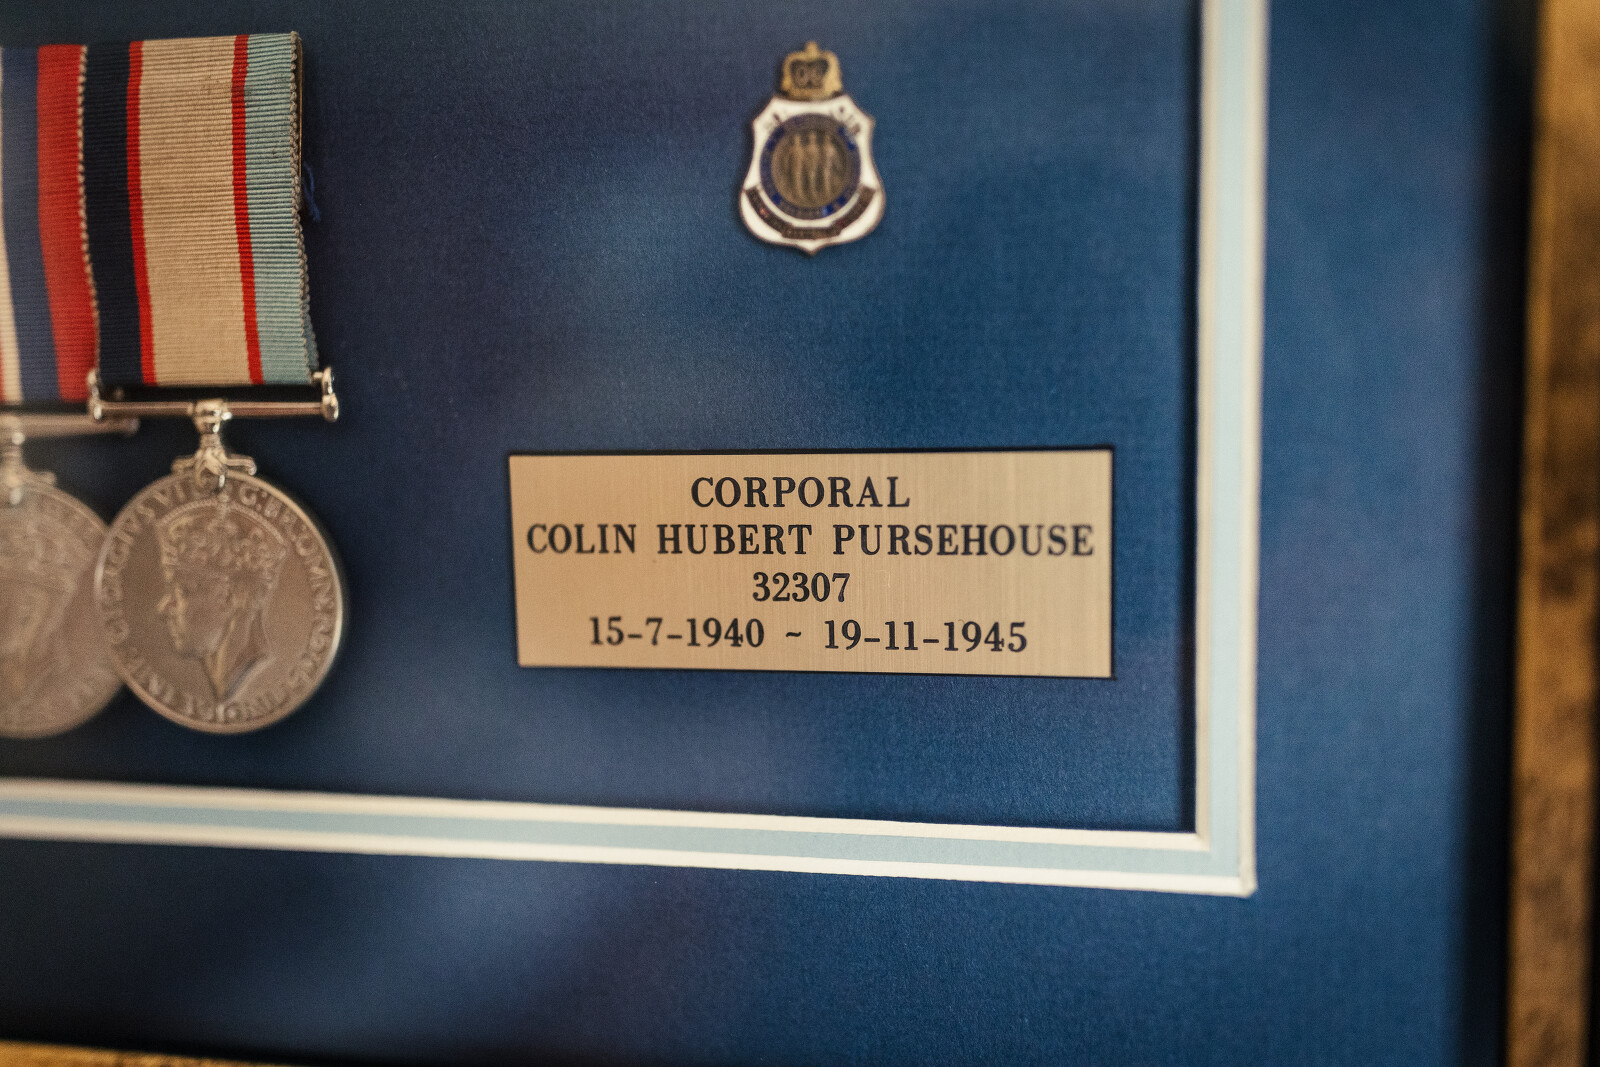 CORPORAL
COLIN HUBERT PURSEHOUSE
32307
15-7-1940 ~ 19-11-1945